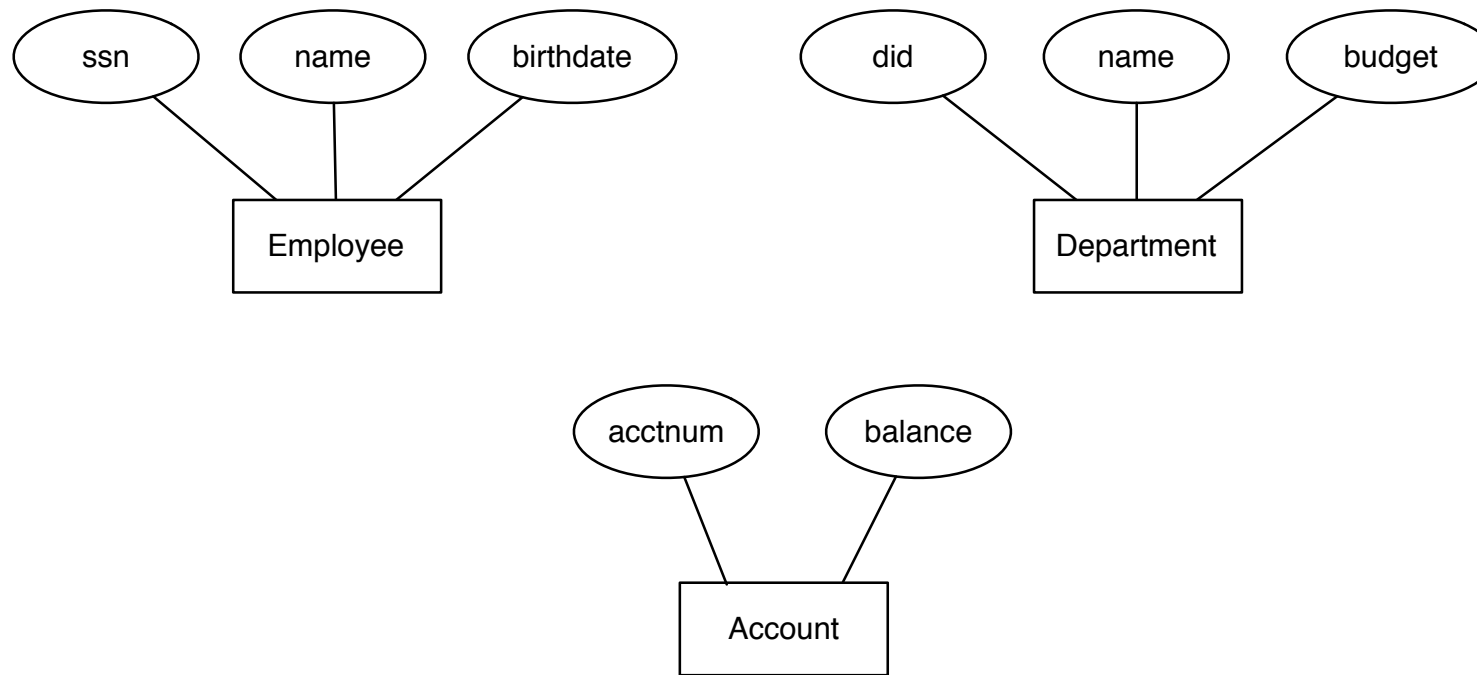 ssn name birthdate did name budget
Employee Department
acctnum balance
Account